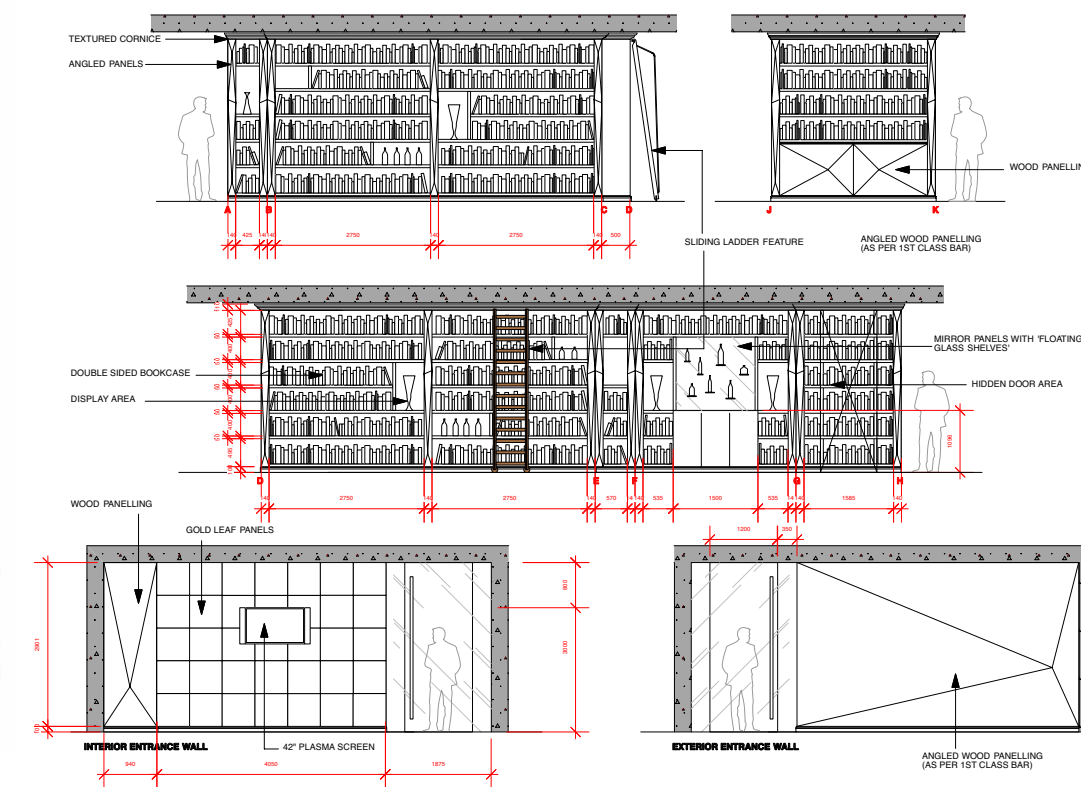 TEXTURED CORNICE
ANGLED PANELS
WOOD PANELLIN
A
B
C
D
J
K
140
425
140
140
2750
140
2750
140
500
SLIDING LADDER FEATURE
ANGLED WOOD PANELLING
(AS PER 1ST CLASS BAR)
MIRROR PANELS WITH 'FLOATING
GLASS SHELVES'
DOUBLE SIDED BOOKCASE
HIDDEN DOOR AREA
DISPLAY AREA
425
1090
D
E
F
G
H
140
2750
140
2750
140
570
140
535
1500
535
140
1585
140
WOOD PANELLING
GOLD LEAF PANELS
1200
350
800
3000
42" PLASMA SCREEN
INTERIOR ENTRANCE WALL
EXTERIOR ENTRANCE WALL
940
4050
1875
ANGLED WOOD PANELLING
(AS PER 1ST CLASS BAR)